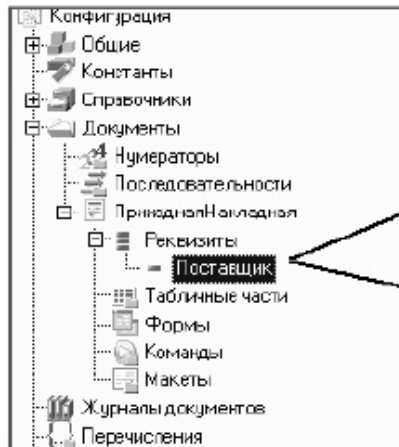 Конфигурация
Общие
Константы
Справочники
Документы
Нумераторы
Последовательности
ПриходнаяНакладная
Реквизиты
Поставщик
Табличные части
Формы
Команды
Макеты
Журналы документов
Перечисления